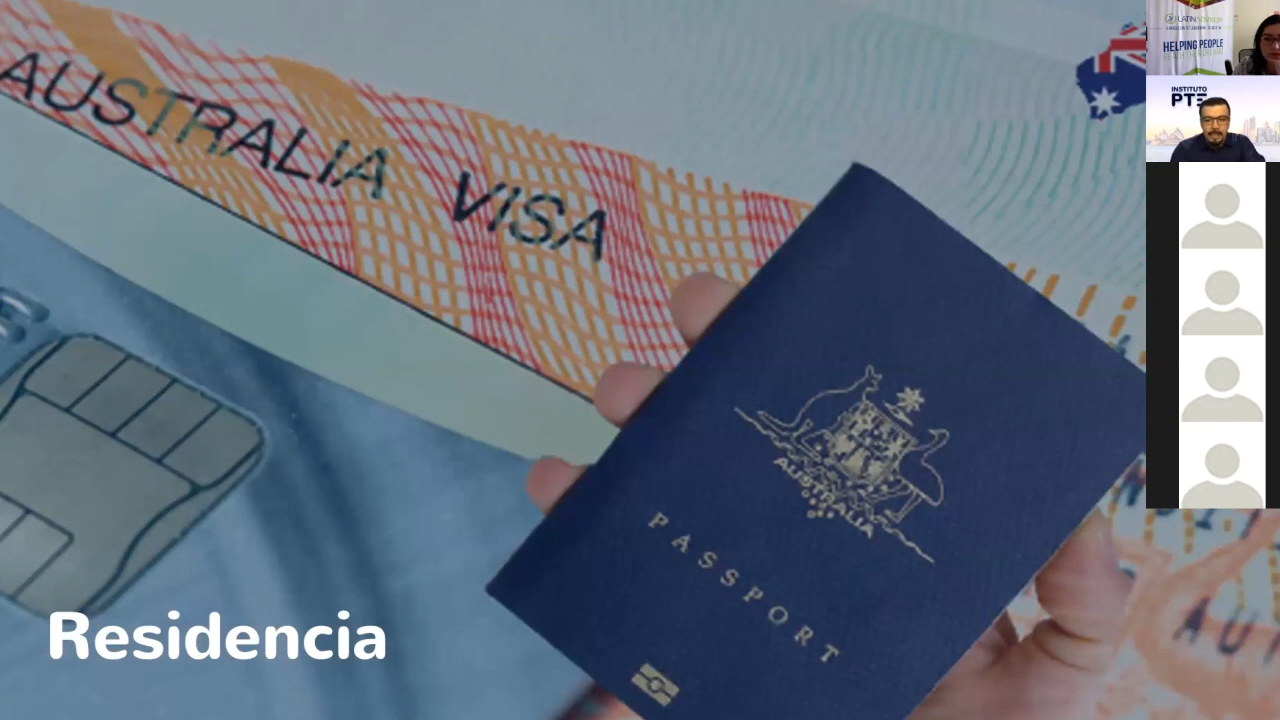 AUSTRALIA VISA
AUSTRALIA
PASSPORT
Residencia
LATIN
HELPING PEOPLE
INSTITUTO
PTE